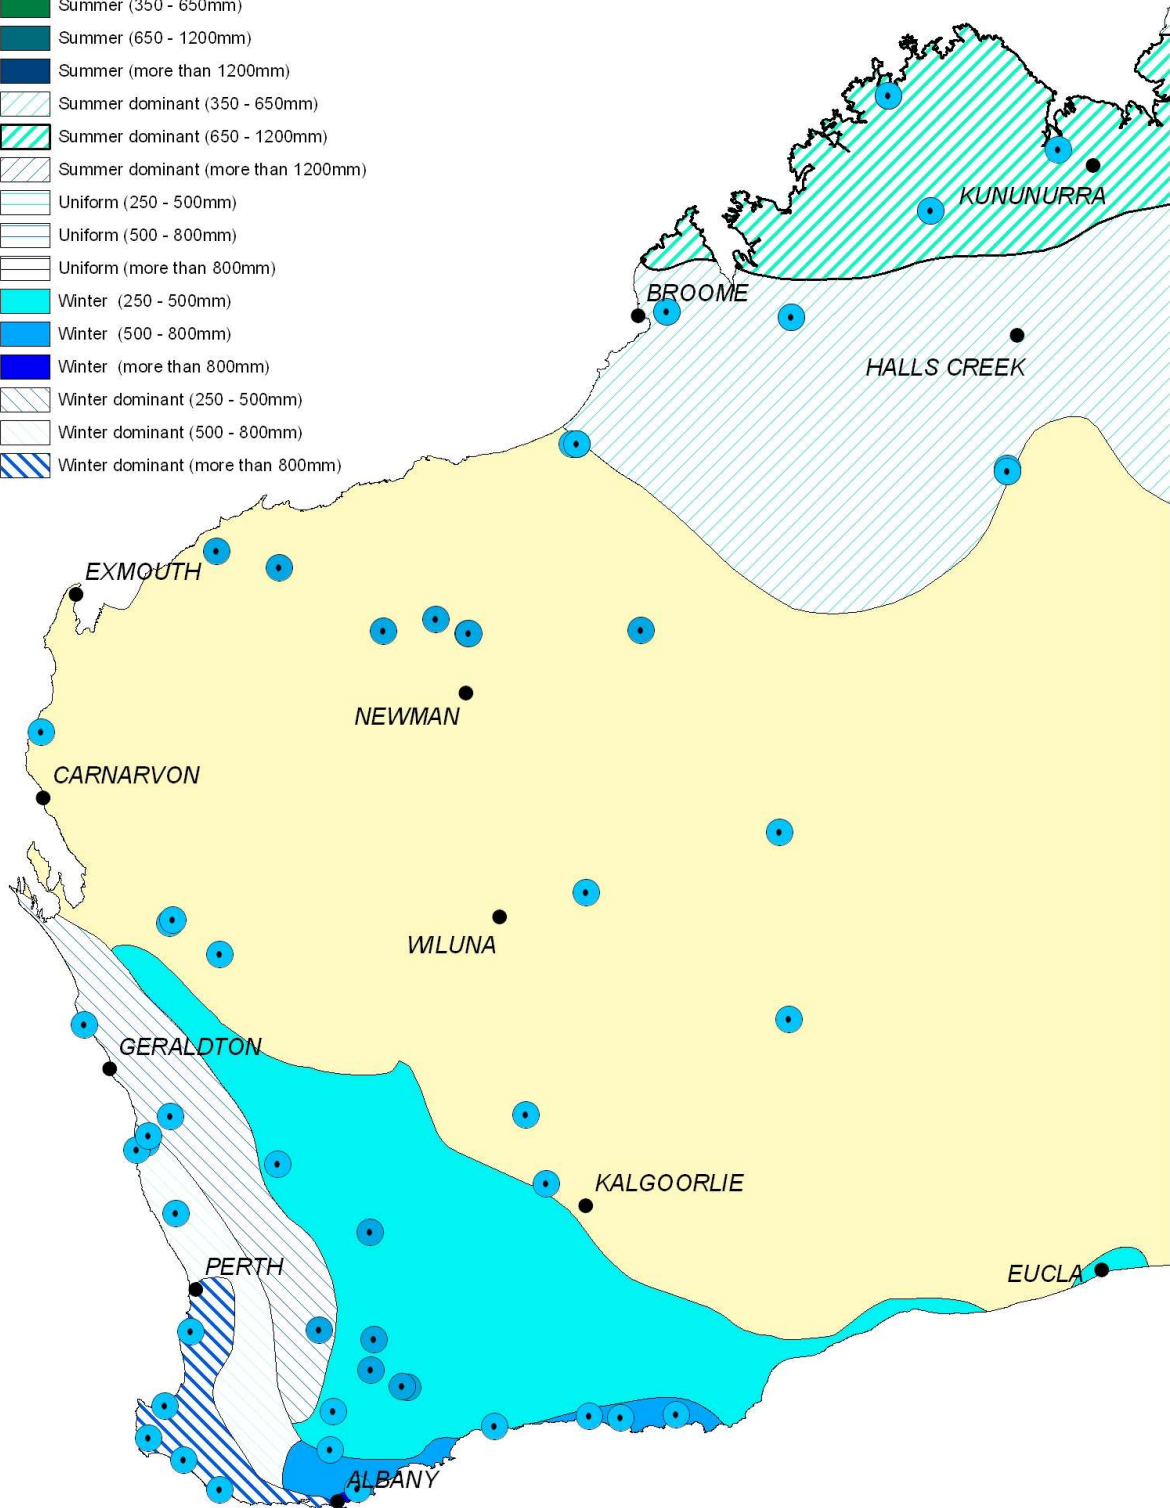 Summer (350 - 650mm)
Summer (650 - 1200mm)
Summer (more than 1200mm)
Summer dominant (350 - 650mm)
Summer dominant (650 - 1200mm)
Summer dominant (more than 1200mm)
Uniform (250 - 500mm)
Uniform (500 - 800mm)
Uniform (more than 800mm)
Winter (250 - 500mm)
Winter (500 - 800mm)
Winter (more than 800mm)
Winter dominant (250 - 500mm)
Winter dominant (500 - 800mm)
Winter dominant (more than 800mm)
KUNUNURRA
BROOME
HALLS CREEK
EXMOUTH
NEWMAN
CARNARVON
WILUNA
GERALDTON
KALGOORLIE
PERTH
EUCLA
ALBANY